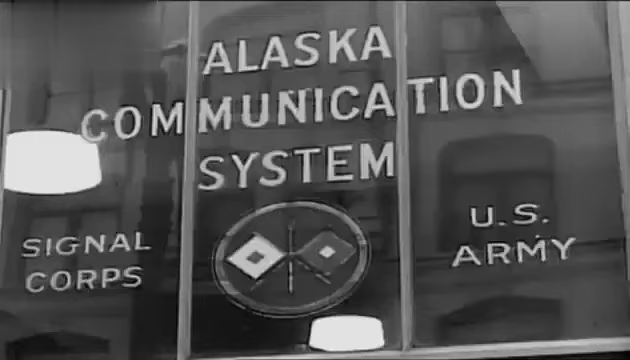 ALASKA
COMMUNICATION
SYSTEM
SIGNAL
CORPS
U.S.
ARMY